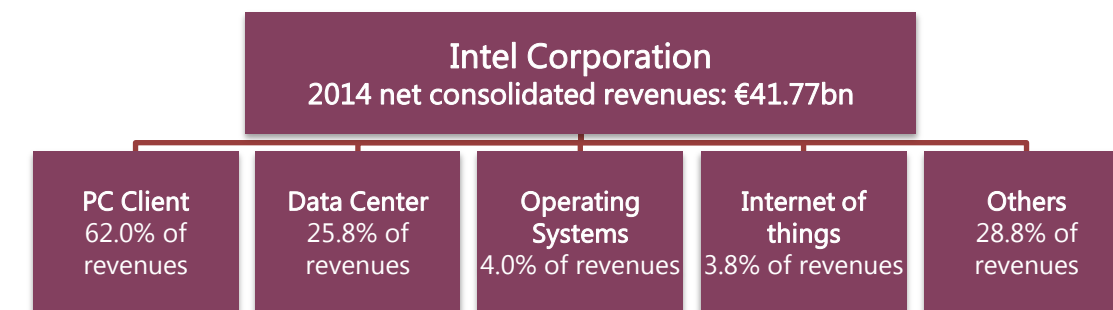 Intel Corporation
2014 net consolidated revenues: €41.77bn
PC Client
62.0% of
revenues
Data Center
25.8% of
revenues
Operating
Systems
4.0% of revenues
Internet of
things
3.8% of revenues
Others
28.8% of
revenues